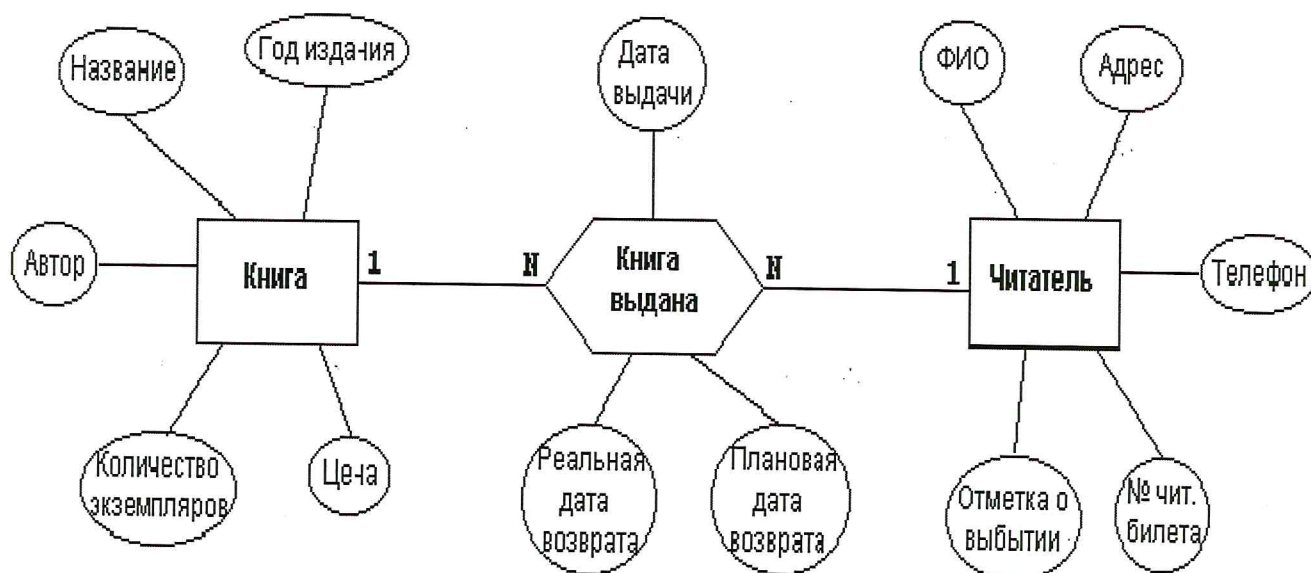 Название
Год издания
Дата
выдачи
ФИО
Адрес
Автор
Книга
1
N
Книга
выдана
N
1
Читатель
Телефон
Количество
экземпляров
Цена
Реальная
дата
возврата
Плановая
дата
возврата
Отметка о
выбытии
№ чит.
билета